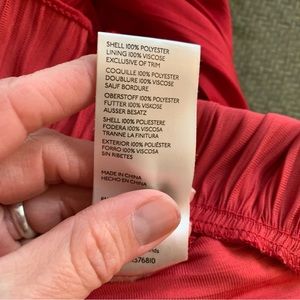 SHELL 100% POLYESTER
LINING 100% VISCOSE
EXCLUSIVE OF TRIM
COQUILLE 100% POLYESTER
DOUBLURE 100% VISCOSE
SAUF BORDURE
OBERSTOFF 100% POLYESTER
FUTTER 100% VISKOSE
AUSSER BESATZ
SHELL 100% POLIESTERE
FODERA 100% VISCOSA
TRANNE LA FINITURA
EXTERIOR 100% POLIÉSTER
FORRO 100% VISCOSA
SIN RIBETES
MADE IN CHINA
HECHO EN CHINA